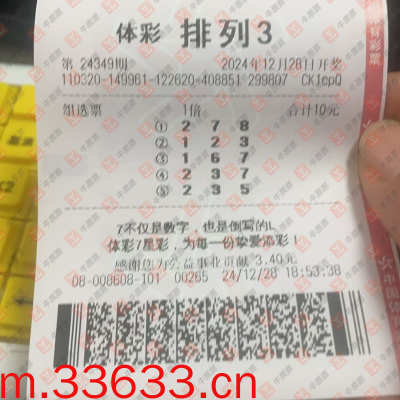 体彩 排列3
第 24349期 2024年12月28日开奖
110320-149961-122620-408851 299807 CKIcpQ
组选票 1倍 合计10元
① 2 7 8
② 1 2 3
③ 1 6 7
④ 2 3 7
⑤ 2 3 5
7不仅是数字，也是倒写的L
体彩7星彩，为每一份挚爱添彩！
感谢您为公益事业贡献 3.40元
08-008608-101 00265 24/12/28 18:53:38
m.33633.cn